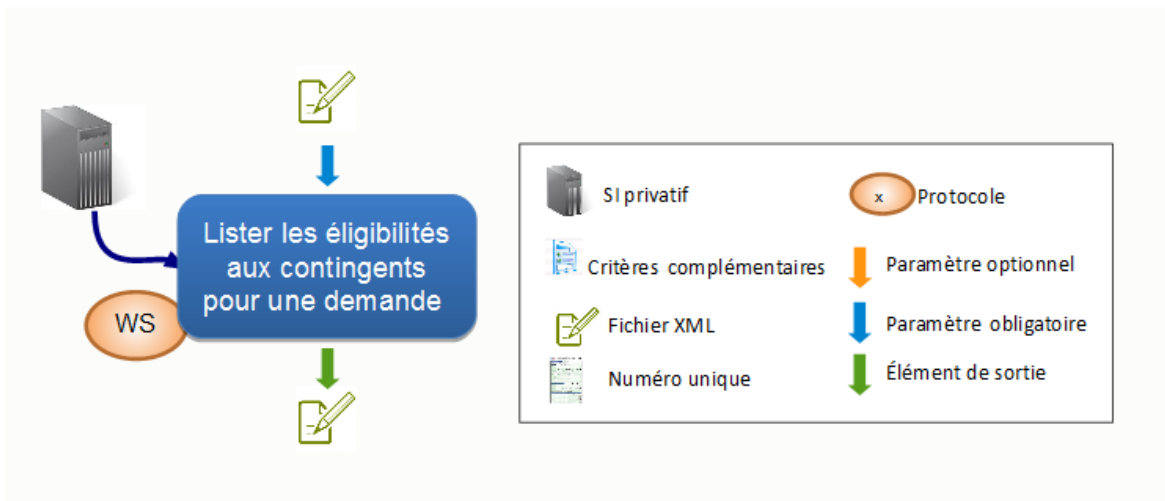 Lister les éligibilités
aux contingents
pour une demande
WS
SI privatif
x
Protocole
Critères complémentaires
Paramètre optionnel
Fichier XML
Paramètre obligatoire
Numéro unique
Élément de sortie